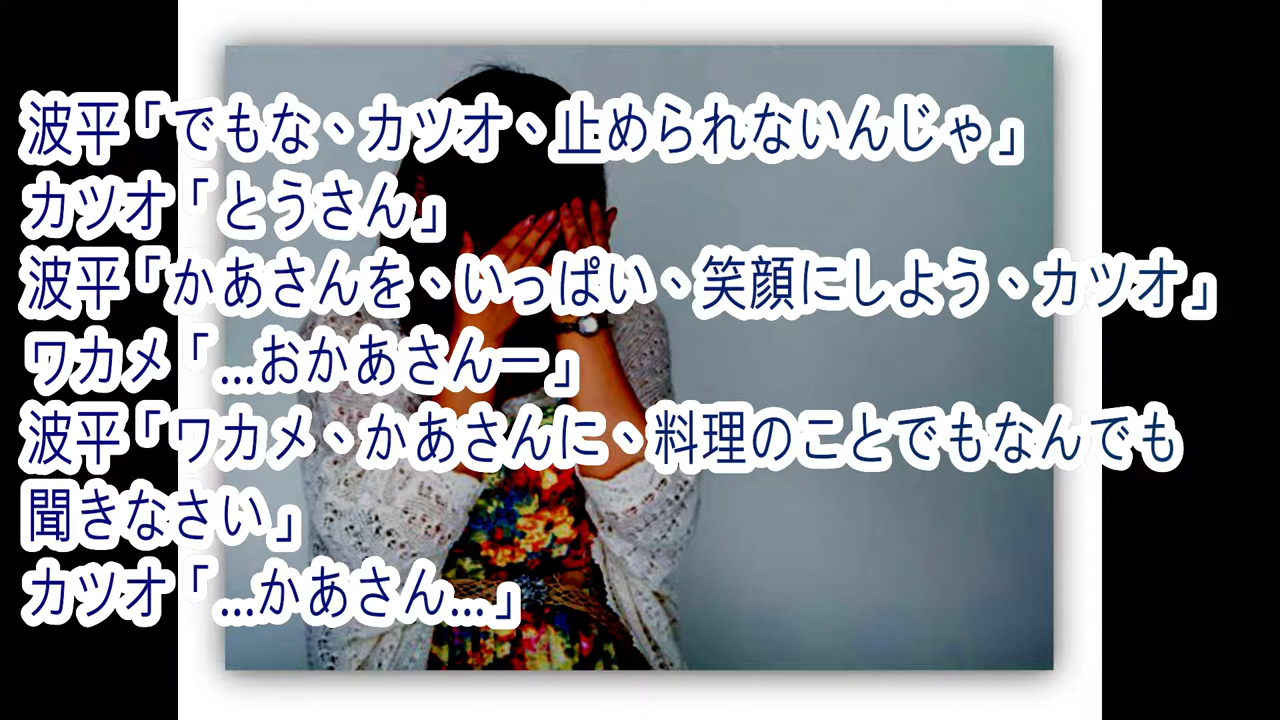 波平「でもな、カツオ、止められないんじゃ」
カツオ「とうさん」
波平「かあさんを、いっぱい、笑顔にしよう、カツオ」
ワカメ「...おかあさんー」
波平「ワカメ、かあさんに、料理のことでもなんでも
聞きなさい」
カツオ「...かあさん...」